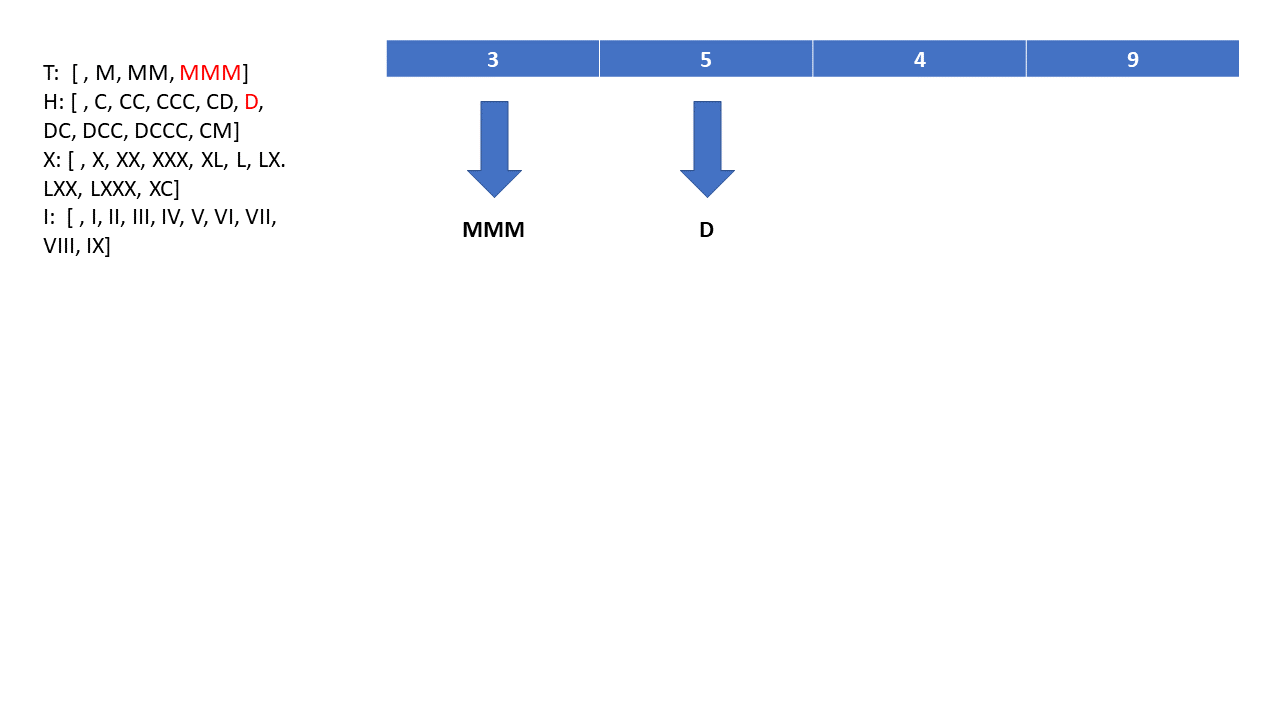 T:  [ , M, MM, MMM]
H: [ , C, CC, CCC, CD, D,
DC, DCC, DCCC, CM]
X: [ , X, XX, XXX, XL, L, LX.
LXX, LXXX, XC]
I:  [ , I, II, III, IV, V, VI, VII,
VIII, IX]
3 5 4 9
MMM D